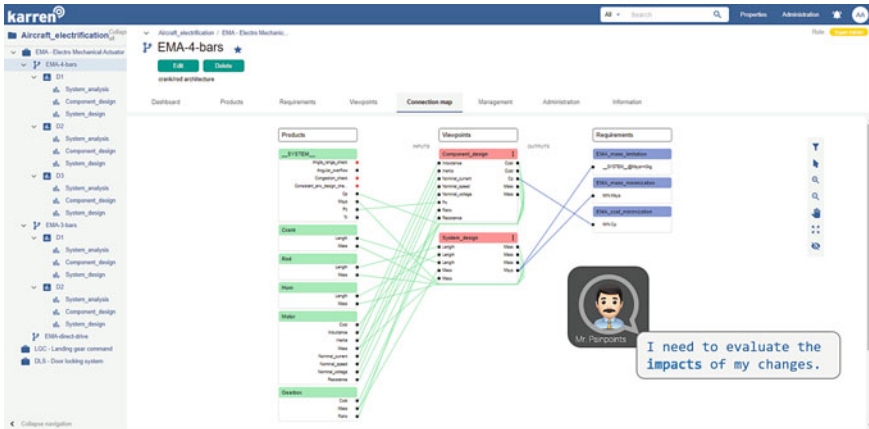 karren
All
Search
Properties
Administration
AA
Aircraft_electrification
Collapse all
EMA - Electro Mechanical Actuator
EMA-4-bars
D1
System_analysis
Component_design
System_design
D2
System_analysis
Component_design
System_design
D3
System_analysis
Component_design
System_design
EMA-3-bars
D1
System_analysis
Component_design
System_design
D2
System_analysis
Component_design
System_design
EMA-direct-drive
LGC - Landing gear command
DLS - Door locking system
Collapse navigation
Aircraft_electrification / EMA - Electro Mechanic...
Role
EMA-4-bars
Edit
Delete
crank/rod architecture
Dashboard
Products
Requirements
Viewpoints
Connection map
Management
Administration
Information
Products
__SYSTEM__
Angle_range_check
Angular_overflow
Congestion_check
Crank
Length
Mass
Rod
Length
Mass
Horn
Length
Mass
Motor
Cost
Inductance
Inertia
Mass
Nominal_current
Nominal_speed
Nominal_voltage
Resistance
Gearbox
Cost
Mass
Ratio
INPUTS
Viewpoints
OUTPUTS
Component_design
Inductance
Cost
Inertia
Cost
Nominal_current
Nominal_speed
Mass
Nominal_voltage
Mass
Ratio
Resistance
System_design
Length
Mass
Length
Mass
Length
Mass
Mass
Mass
Requirements
EMA_mass_limitation
EMA_mass_minimization
EMA_cost_minimization
Mr. Painpoints
I need to evaluate the
impacts of my changes.